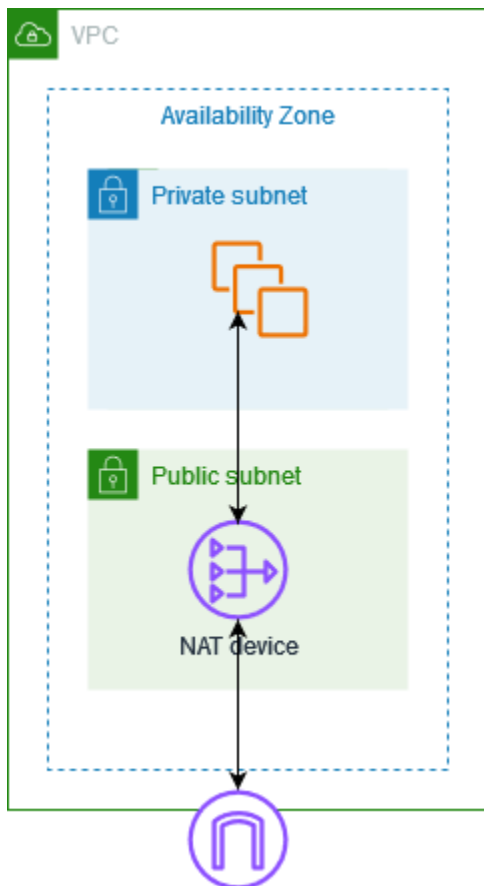 VPC
Availability Zone
Private subnet
Public subnet
NAT device